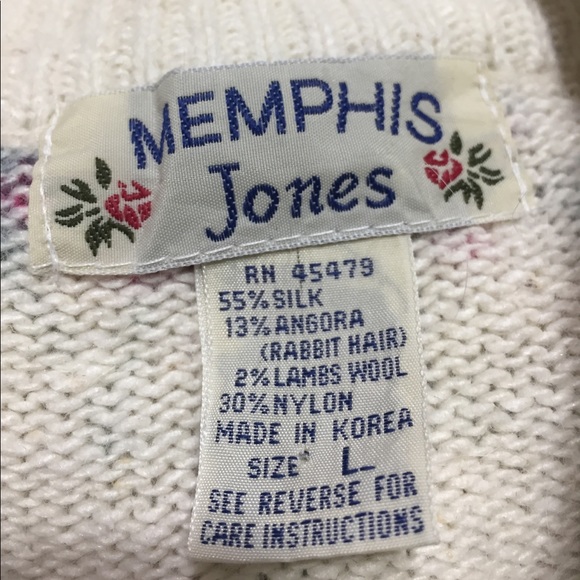 MEMPHIS
Jones
RN 45479
55% SILK
13% ANGORA
(RABBIT HAIR)
2% LAMBS WOOL
30% NYLON
MADE IN KOREA
SIZE L
SEE REVERSE FOR
CARE INSTRUCTIONS